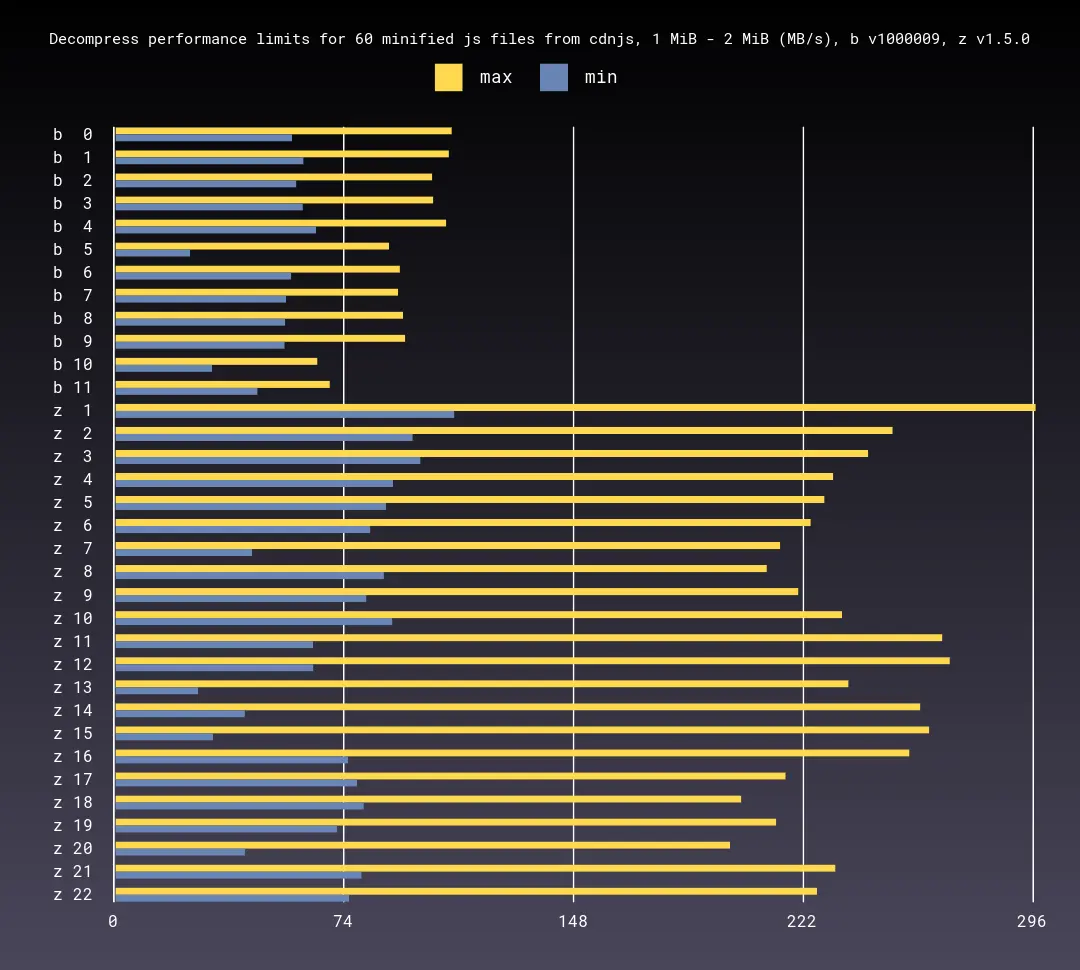 Decompress performance limits for 60 minified js files from cdnjs, 1 MiB - 2 MiB (MB/s), b v1000009, z v1.5.0
max min
b 0
b 1
b 2
b 3
b 4
b 5
b 6
b 7
b 8
b 9
b 10
b 11
z 1
z 2
z 3
z 4
z 5
z 6
z 7
z 8
z 9
z 10
z 11
z 12
z 13
z 14
z 15
z 16
z 17
z 18
z 19
z 20
z 21
z 22
0 74 148 222 296